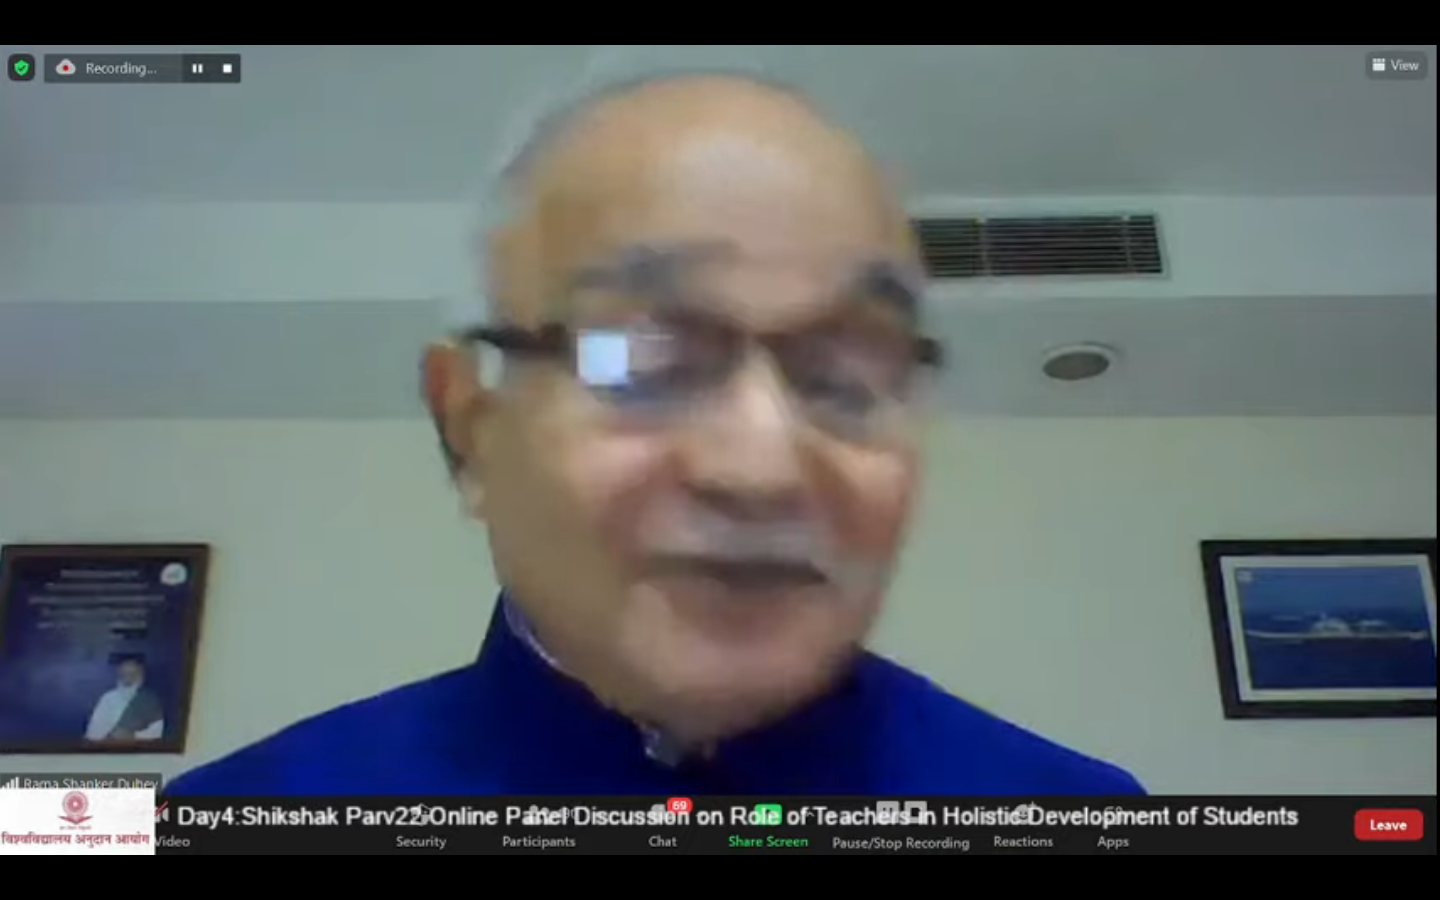 Recording...
View
Rama Shanker Dubey
विश्वविद्यालय अनुदान आयोग
Day4:Shikshak Parv22-Online Panel Discussion on Role of Teachers in Holistic Development of Students
69
Leave
Video
Security
Participants
Chat
Share Screen
Pause/Stop Recording
Reactions
Apps